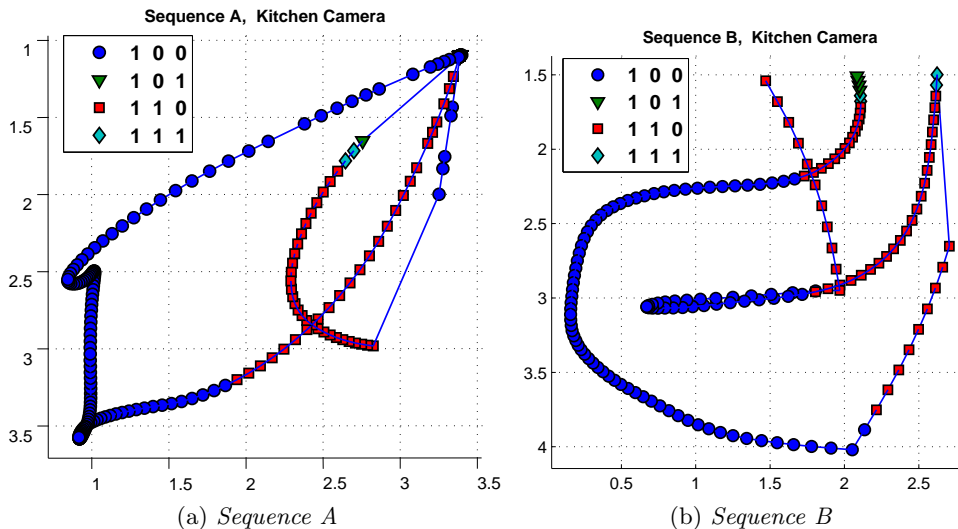 Sequence A, Kitchen Camera
1 0 0
1 0 1
1 1 0
1 1 1
1
1.5
2
2.5
3
3.5
1 1.5 2 2.5 3 3.5
(a) Sequence A
Sequence B, Kitchen Camera
1 0 0
1 0 1
1 1 0
1 1 1
1.5
2
2.5
3
3.5
4
0.5 1 1.5 2 2.5
(b) Sequence B